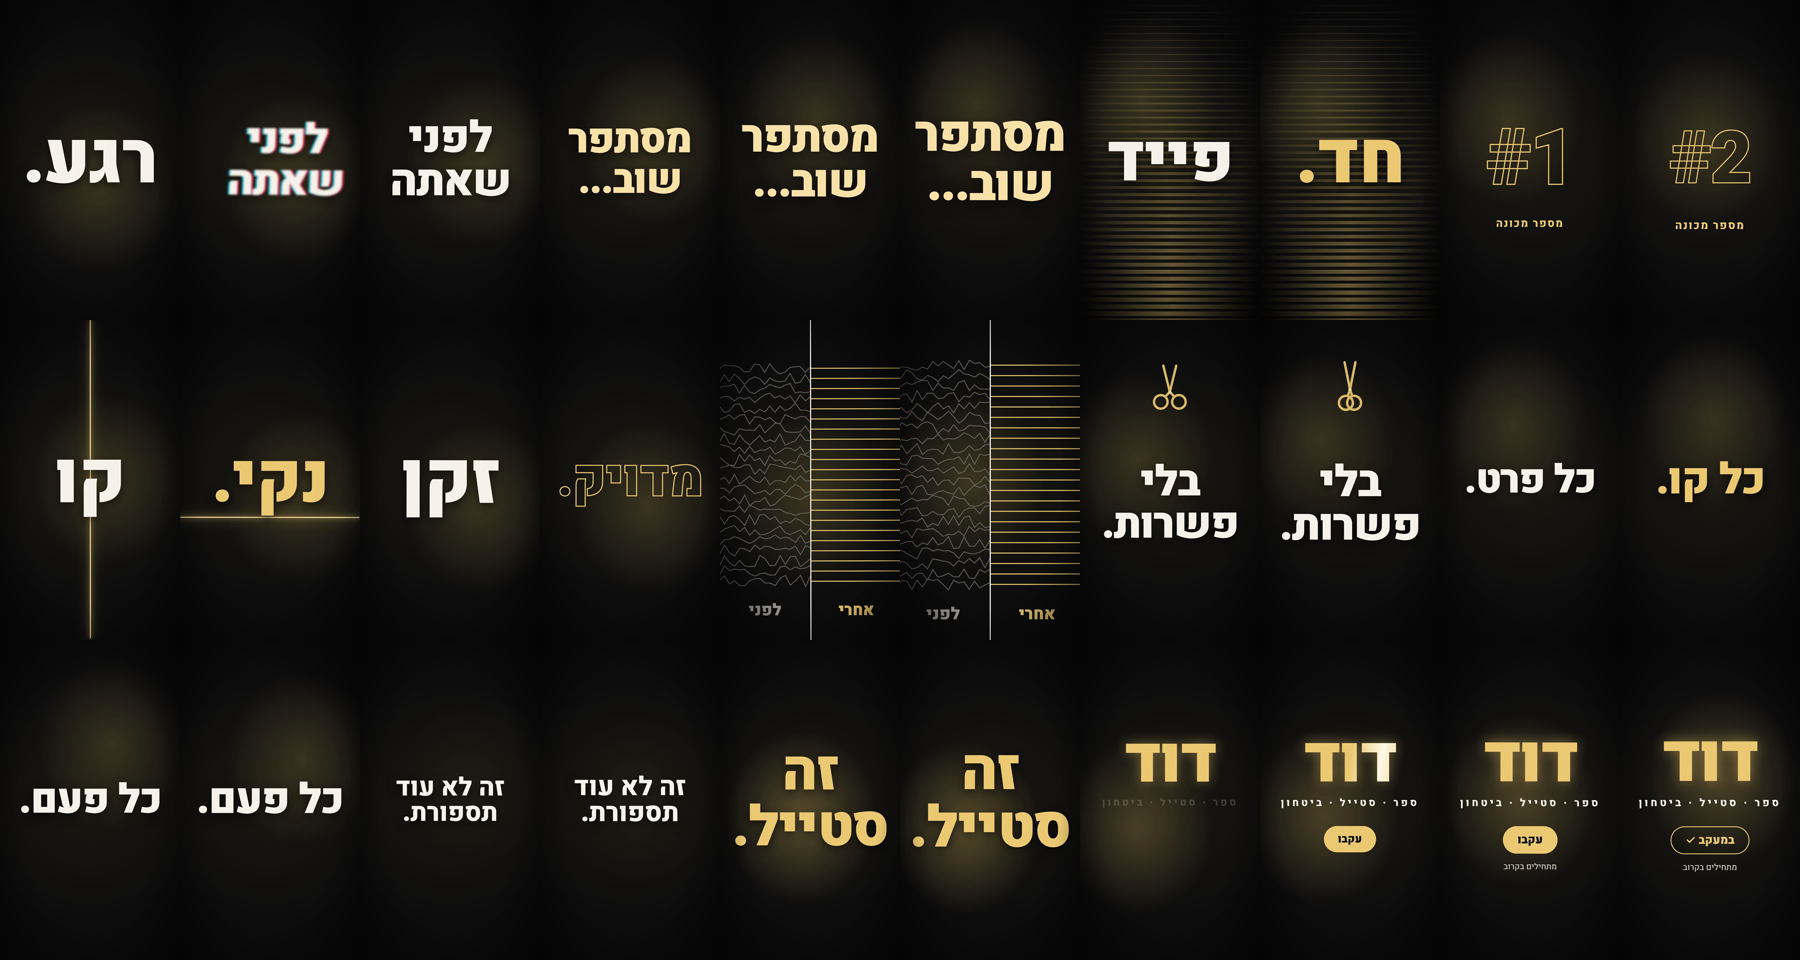 רגע.
לפני
שאתה
לפני
שאתה
מסתפר
שוב...
מסתפר
שוב...
מסתפר
שוב...
פייד
חד.
#1
מספר מכונה
#2
מספר מכונה
קו
נקי.
זקן
מדויק.
לפני
אחרי
לפני
אחרי
בלי
פשרות.
בלי
פשרות.
כל פרט.
כל קו.
כל פעם.
כל פעם.
זה לא עוד
תספורת.
זה לא עוד
תספורת.
זה
סטייל.
זה
סטייל.
דוד
ספר · סטייל · ביטחון
דוד
ספר · סטייל · ביטחון
עקבו
דוד
ספר · סטייל · ביטחון
עקבו
מתחילים בקרוב
דוד
ספר · סטייל · ביטחון
במעקב ✓
מתחילים בקרוב